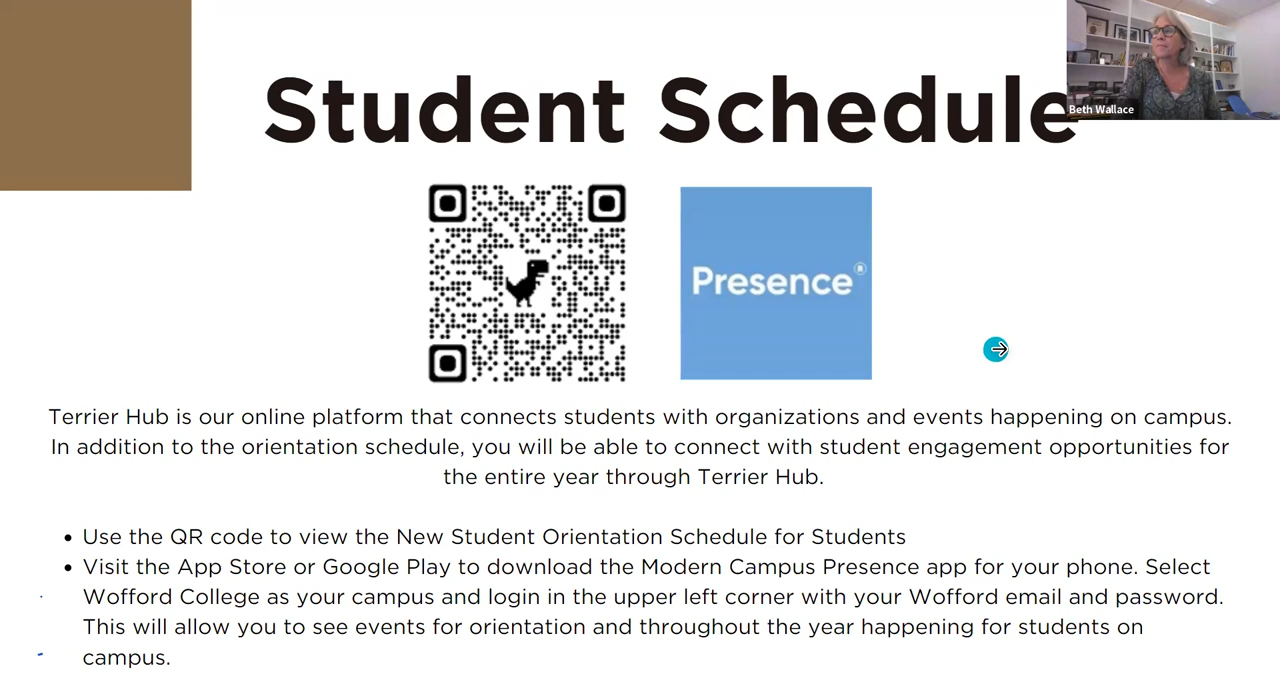 Student Schedule
Beth Wallace
Presence
Terrier Hub is our online platform that connects students with organizations and events happening on campus.
In addition to the orientation schedule, you will be able to connect with student engagement opportunities for
the entire year through Terrier Hub.
• Use the QR code to view the New Student Orientation Schedule for Students
• Visit the App Store or Google Play to download the Modern Campus Presence app for your phone. Select
Wofford College as your campus and login in the upper left corner with your Wofford email and password.
This will allow you to see events for orientation and throughout the year happening for students on
campus.